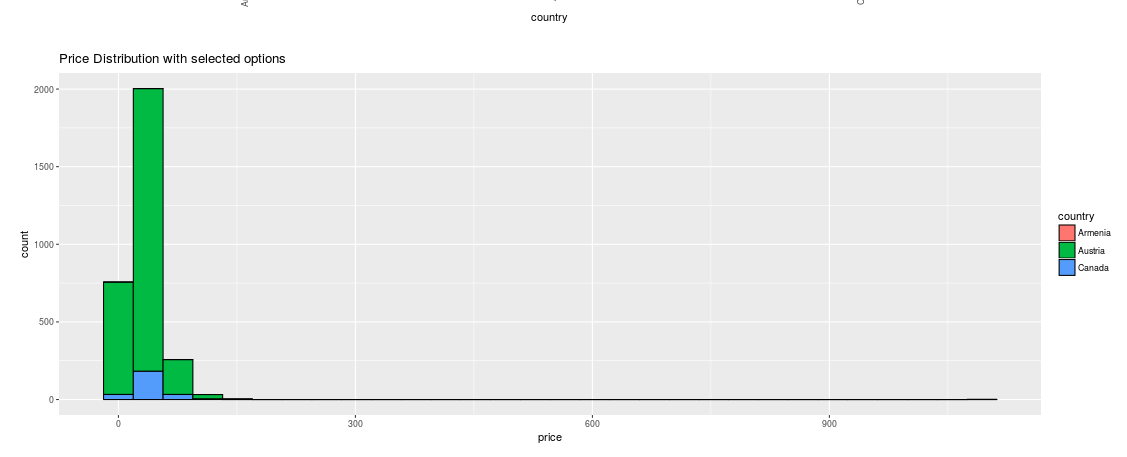 country
Price Distribution with selected options
2000
1500
1000
500
0
count
0 300 600 900
price
country
Armenia
Austria
Canada